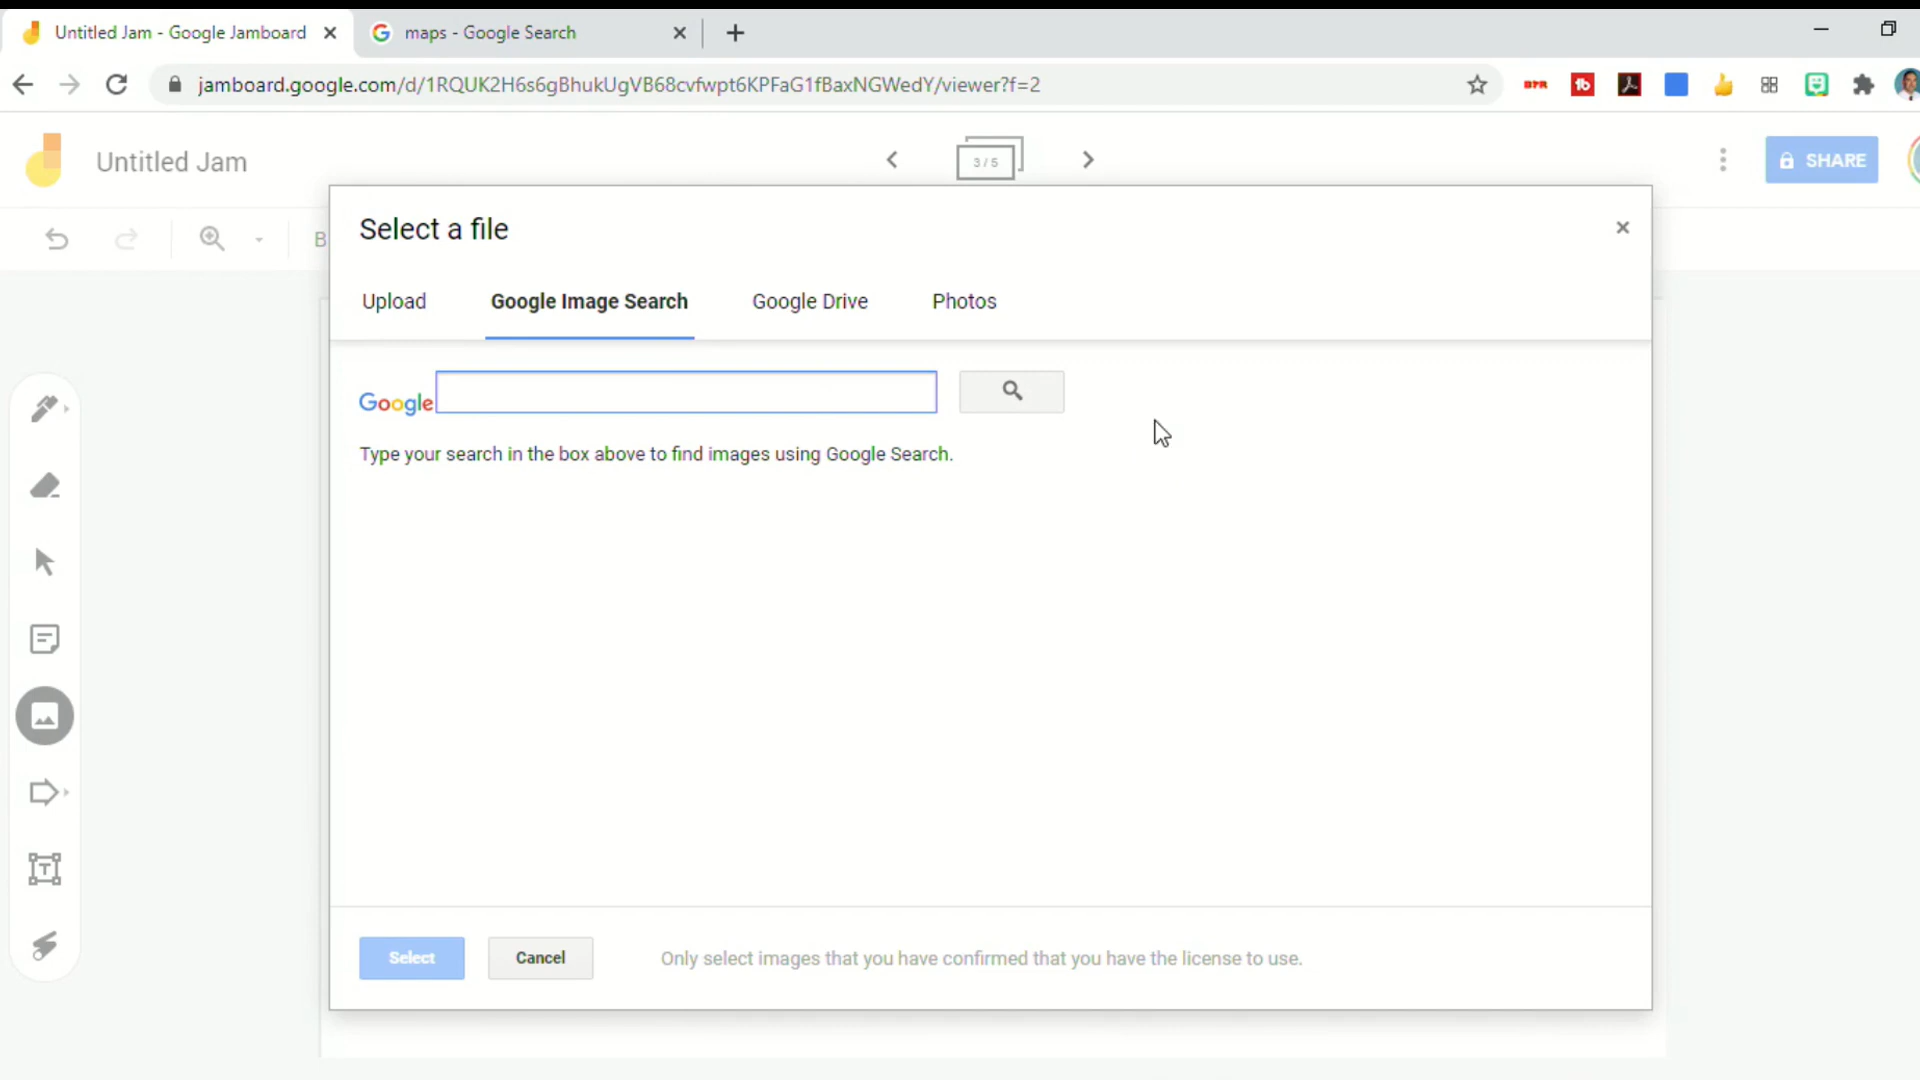 Untitled Jam - Google Jamboard
maps - Google Search
jamboard.google.com/d/1RQUK2H6s6gBhukUgVB68cvfwpt6KPFaG1fBaxNGWedY/viewer?f=2
Untitled Jam
3 / 5
SHARE
B
Select a file
Upload Google Image Search Google Drive Photos
Google
Type your search in the box above to find images using Google Search.
Select Cancel Only select images that you have confirmed that you have the license to use.